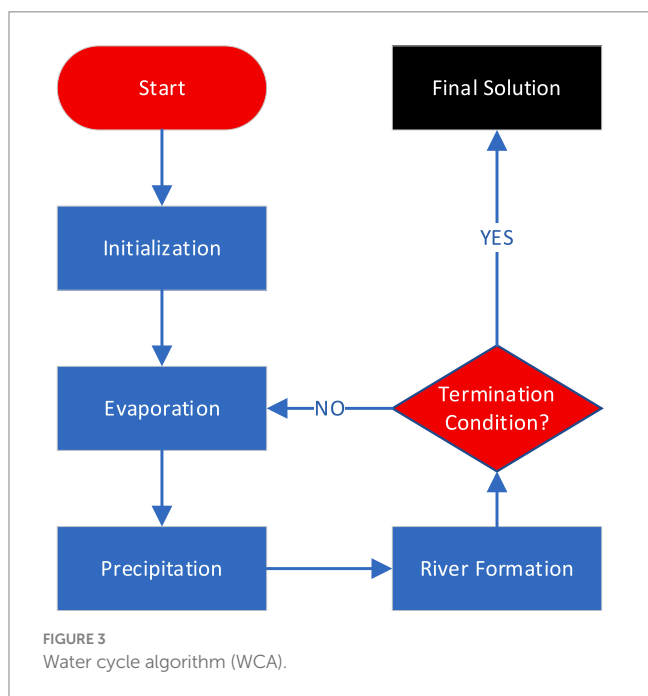 Start
Final Solution
Initialization
YES
Evaporation
NO
Termination
Condition?
Precipitation
River Formation
FIGURE 3
Water cycle algorithm (WCA).